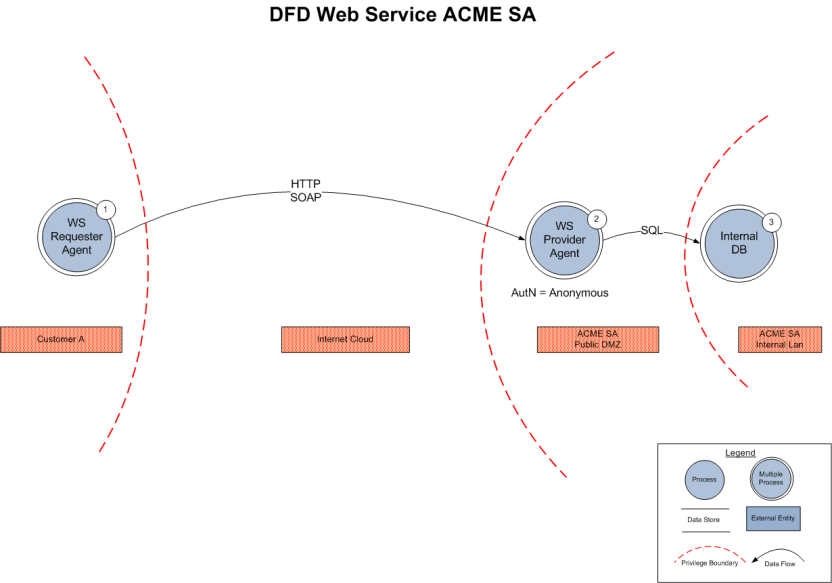 DFD Web Service ACME SA
HTTP
SOAP
1
WS
Requester
Agent
2
WS
Provider
Agent
SQL
3
Internal
DB
AutN = Anonymous
Customer A
Internet Cloud
ACME SA
Public DMZ
ACME SA
Internal Lan
Legend
Process
Multiple
Process
Data Store
External Entity
Privilege Boundary
Data Flow